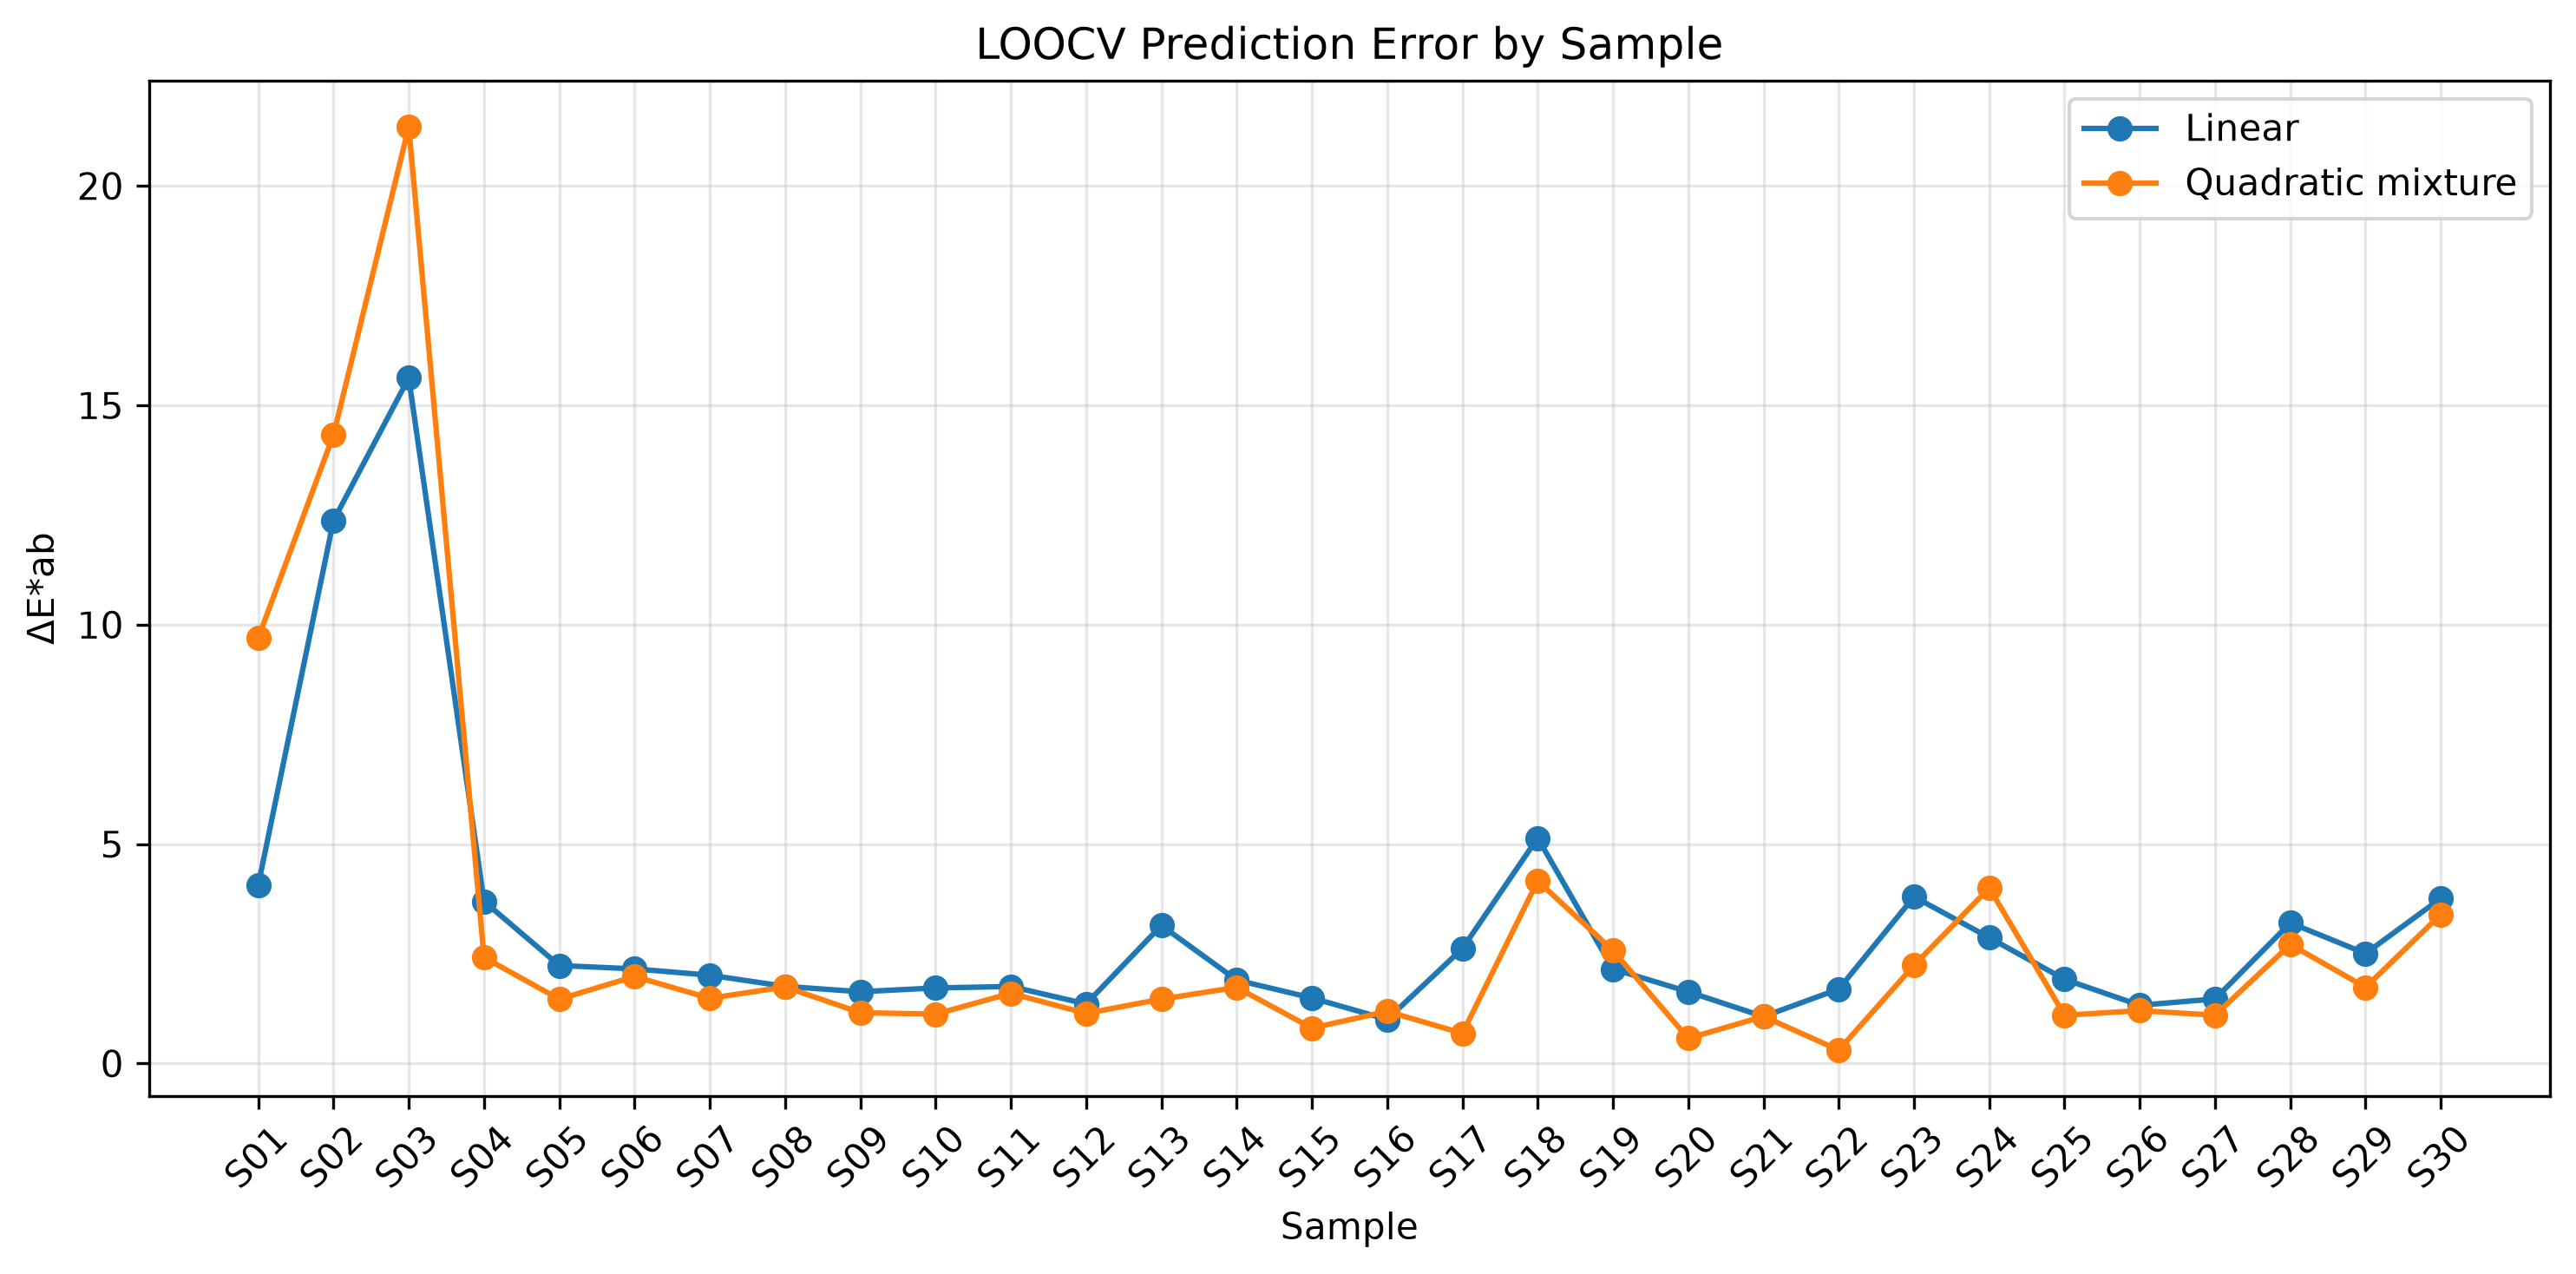 LOOCV Prediction Error by Sample
Linear
Quadratic mixture
ΔE*ab
20
15
10
5
0
S01 S02 S03 S04 S05 S06 S07 S08 S09 S10 S11 S12 S13 S14 S15 S16 S17 S18 S19 S20 S21 S22 S23 S24 S25 S26 S27 S28 S29 S30
Sample